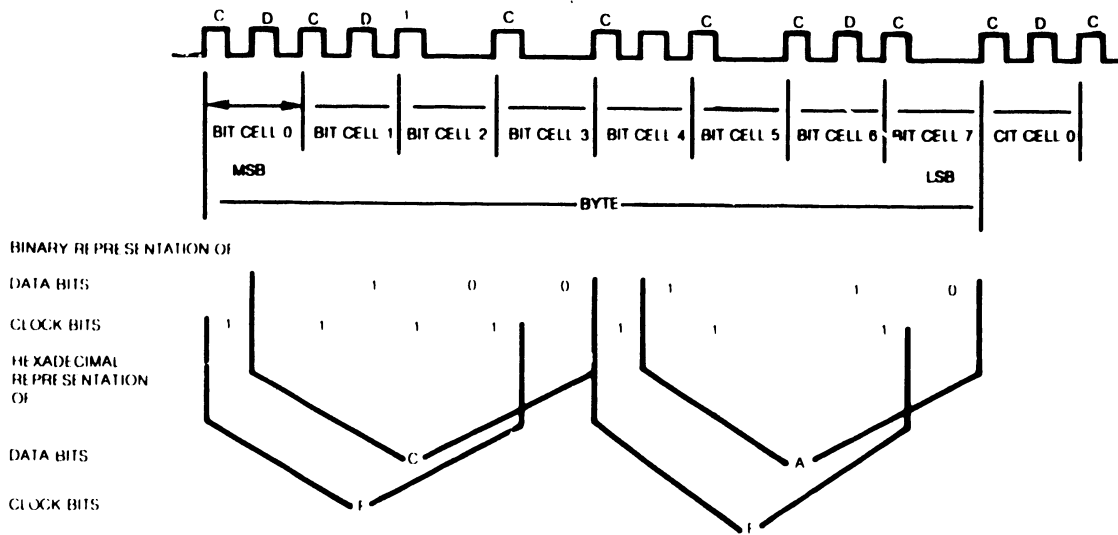 C D C D 1 C C C C D C C D C
BIT CELL 0 BIT CELL 1 BIT CELL 2 BIT CELL 3 BIT CELL 4 BIT CELL 5 BIT CELL 6 BIT CELL 7 CIT CELL 0
MSB LSB
BYTE
BINARY REPRESENTATION OF
DATA BITS 1 0 0 1 1 0
CLOCK BITS 1 1 1 1 1 1 1
HEXADECIMAL
REPRESENTATION
OF
DATA BITS C A
CLOCK BITS F F